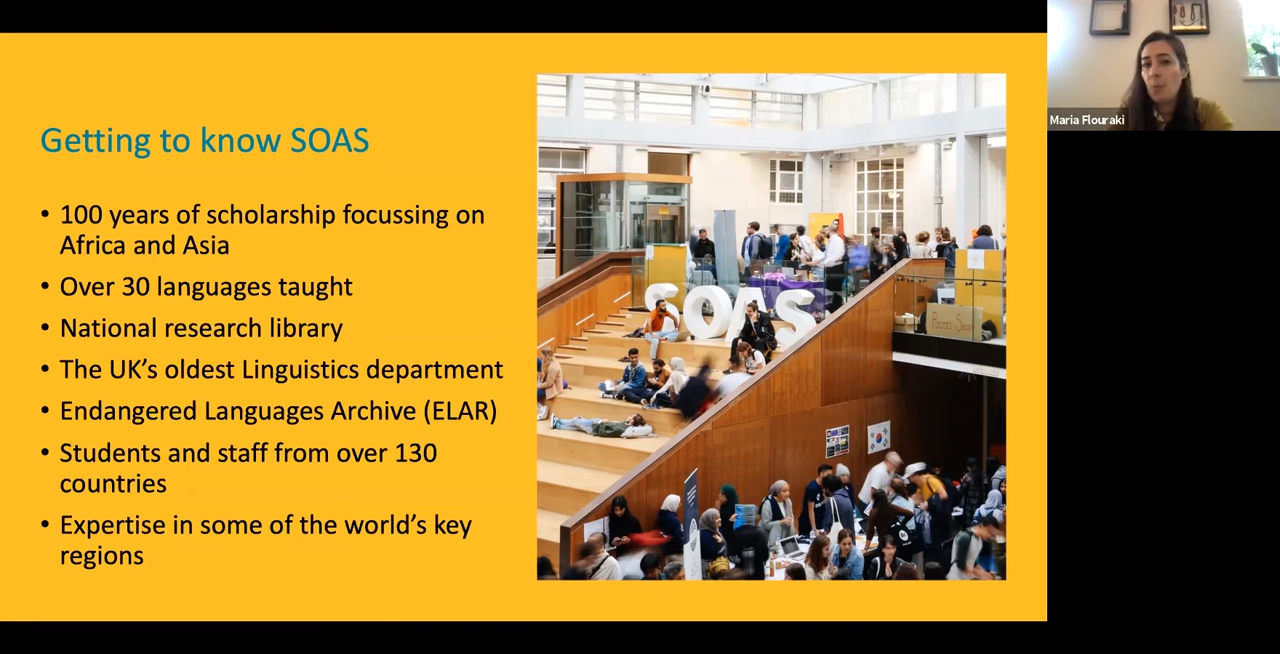 Getting to know SOAS
• 100 years of scholarship focussing on
Africa and Asia
• Over 30 languages taught
• National research library
• The UK’s oldest Linguistics department
• Endangered Languages Archive (ELAR)
• Students and staff from over 130
countries
• Expertise in some of the world’s key
regions
SOAS
Maria Flouraki